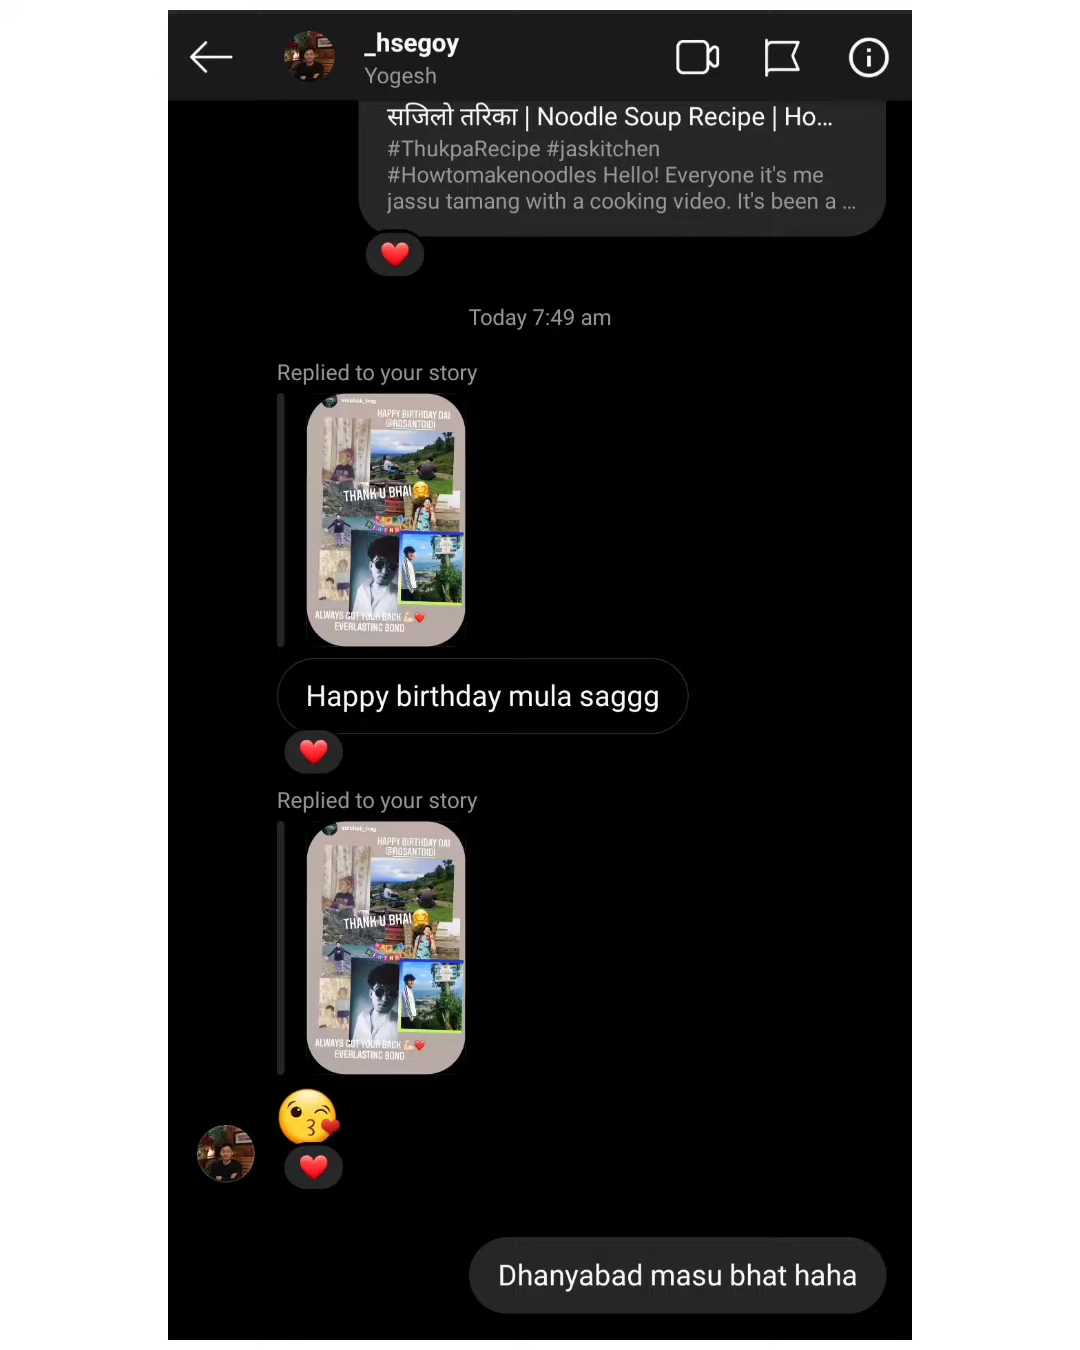 _hsegoy
Yogesh
सजिलो तरिका | Noodle Soup Recipe | Ho...
#ThukpaRecipe #jaskitchen
#Howtomakenoodles Hello! Everyone it's me
jassu tamang with a cooking video. It's been a ...
Today 7:49 am
Replied to your story
HAPPY BIRTHDAY DAI
@ROSANTDIDI
THANK U BHAI
ALWAYS GOT YOUR BACK
EVERLASTING BOND
Happy birthday mula saggg
Replied to your story
HAPPY BIRTHDAY DAI
@ROSANTDIDI
THANK U BHAI
ALWAYS GOT YOUR BACK
EVERLASTING BOND
Dhanyabad masu bhat haha